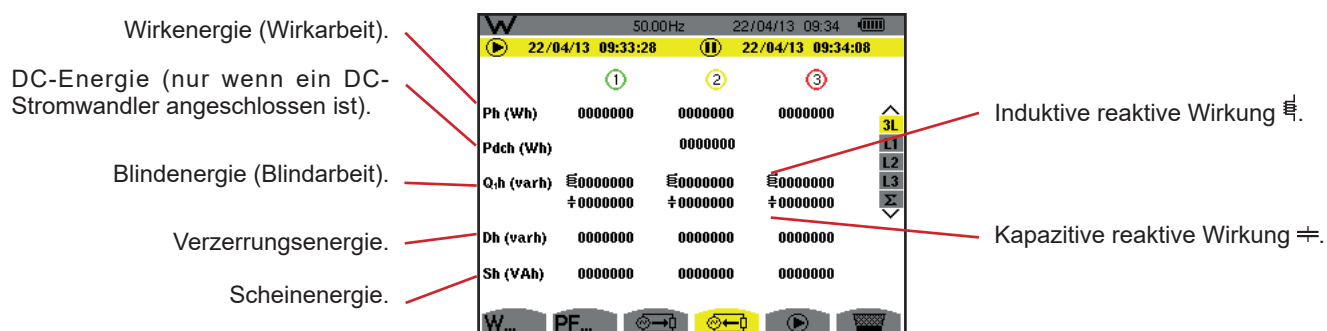 Wirkenergie (Wirkarbeit).
DC-Energie (nur wenn ein DC-
Stromwandler angeschlossen ist).
Blindenergie (Blindarbeit).
Verzerrungsenergie.
Scheinenergie.
W 50.00Hz 22/04/13 09:34
22/04/13 09:33:28 22/04/13 09:34:08
1 2 3
Ph (Wh) 0000000 0000000 0000000
Pdch (Wh) 0000000
Q₁h (varh) 0000000 0000000 0000000
0000000 0000000 0000000
Dh (varh) 0000000 0000000 0000000
Sh (VAh) 0000000 0000000 0000000
3L
L1
L2
L3
Σ
W... PF...
Induktive reaktive Wirkung .
Kapazitive reaktive Wirkung .